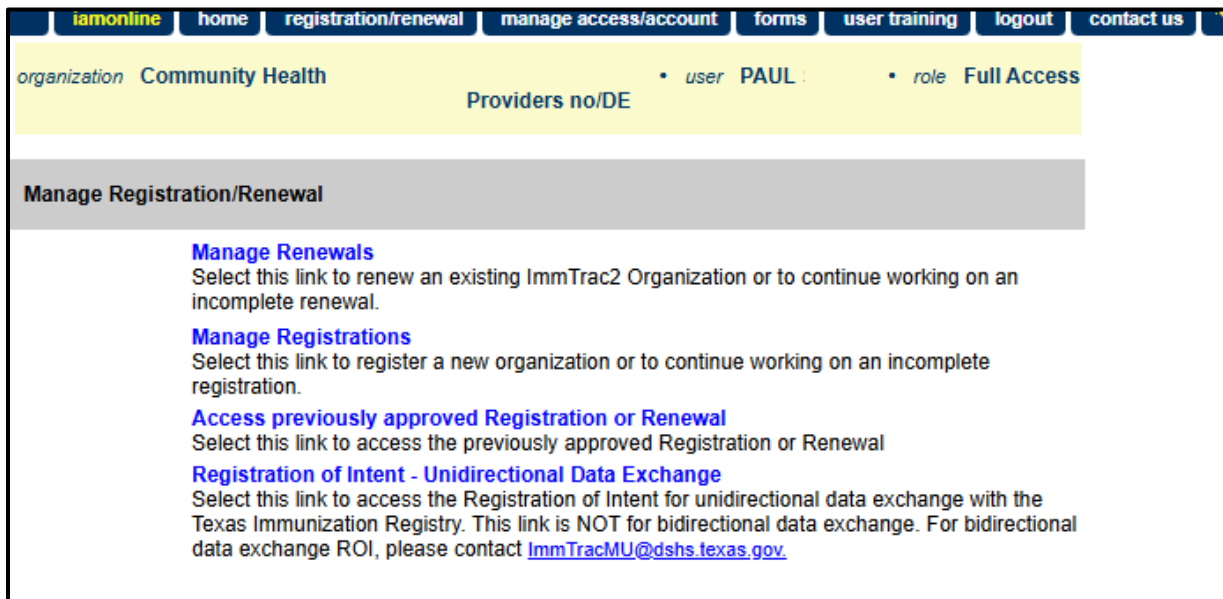 iamonline home registration/renewal manage access/account forms user training logout contact us
organization Community Health • user PAUL • role Full Access
Providers no/DE
Manage Registration/Renewal
Manage Renewals
Select this link to renew an existing ImmTrac2 Organization or to continue working on an
incomplete renewal.
Manage Registrations
Select this link to register a new organization or to continue working on an incomplete
registration.
Access previously approved Registration or Renewal
Select this link to access the previously approved Registration or Renewal
Registration of Intent - Unidirectional Data Exchange
Select this link to access the Registration of Intent for unidirectional data exchange with the
Texas Immunization Registry. This link is NOT for bidirectional data exchange. For bidirectional
data exchange ROI, please contact ImmTracMU@dshs.texas.gov.